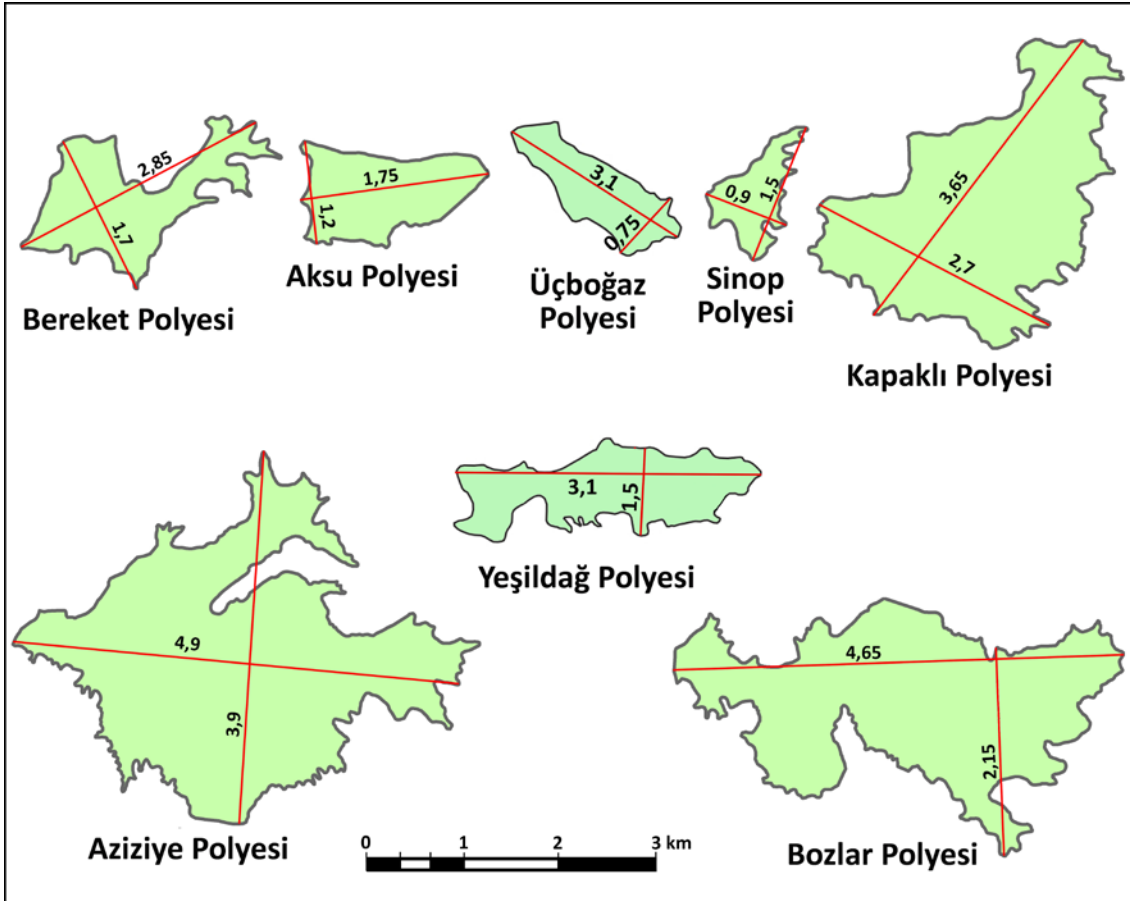 2,85
1,7
Bereket Polyesi
1,75
1,2
Aksu Polyesi
3,1
0,75
Üçboğaz
Polyesi
0,9
1,5
Sinop
Polyesi
3,65
2,7
Kapaklı Polyesi
4,9
3,9
Aziziye Polyesi
3,1
1,5
Yeşildağ Polyesi
4,65
2,15
Bozlar Polyesi
0 1 2 3 km